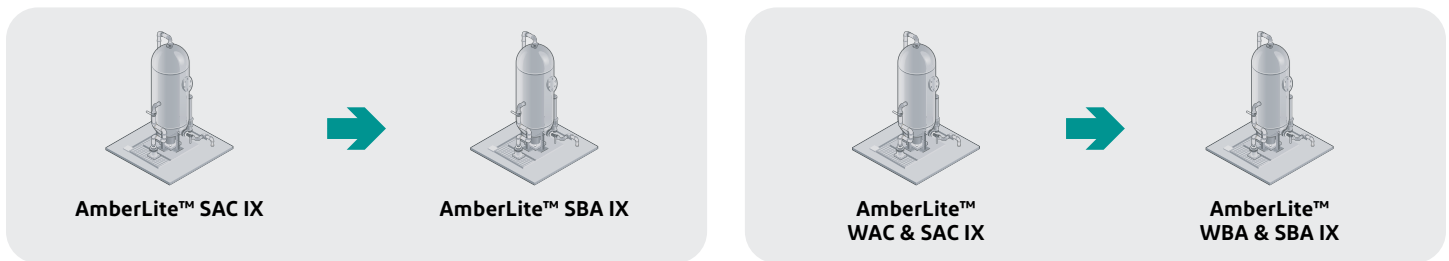 AmberLite™ SAC IX
AmberLite™ SBA IX
AmberLite™
WAC & SAC IX
AmberLite™
WBA & SBA IX